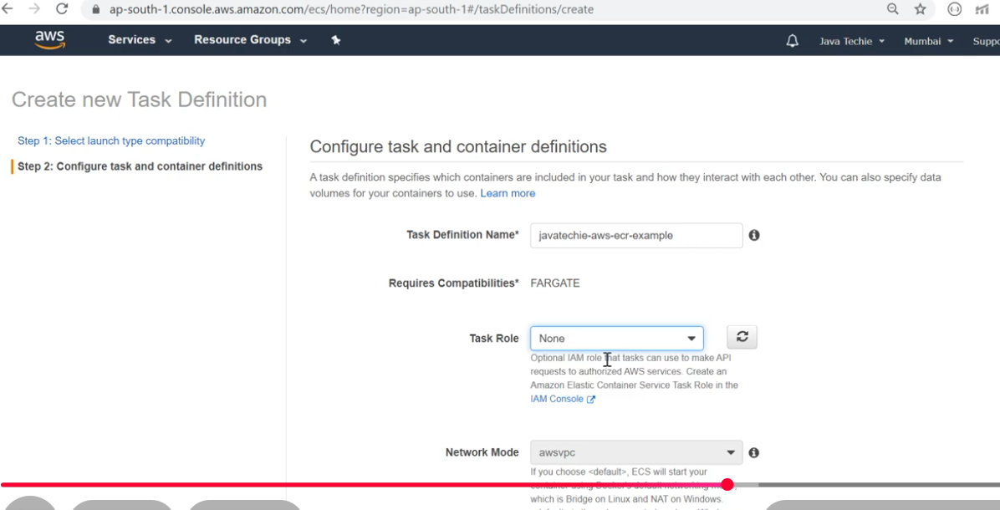 ap-south-1.console.aws.amazon.com/ecs/home?region=ap-south-1#/taskDefinitions/create
aws Services Resource Groups Java Techie Mumbai Suppo
Create new Task Definition
Step 1: Select launch type compatibility
Step 2: Configure task and container definitions
Configure task and container definitions
A task definition specifies which containers are included in your task and how they interact with each other. You can also specify data
volumes for your containers to use. Learn more
Task Definition Name* javatechie-aws-ecr-example
Requires Compatibilities* FARGATE
Task Role None
Optional IAM role that tasks can use to make API
requests to authorized AWS services. Create an
Amazon Elastic Container Service Task Role in the
IAM Console
Network Mode awsvpc
If you choose <default>, ECS will start your
container using Docker's default networking
which is Bridge on Linux and NAT on Windows.